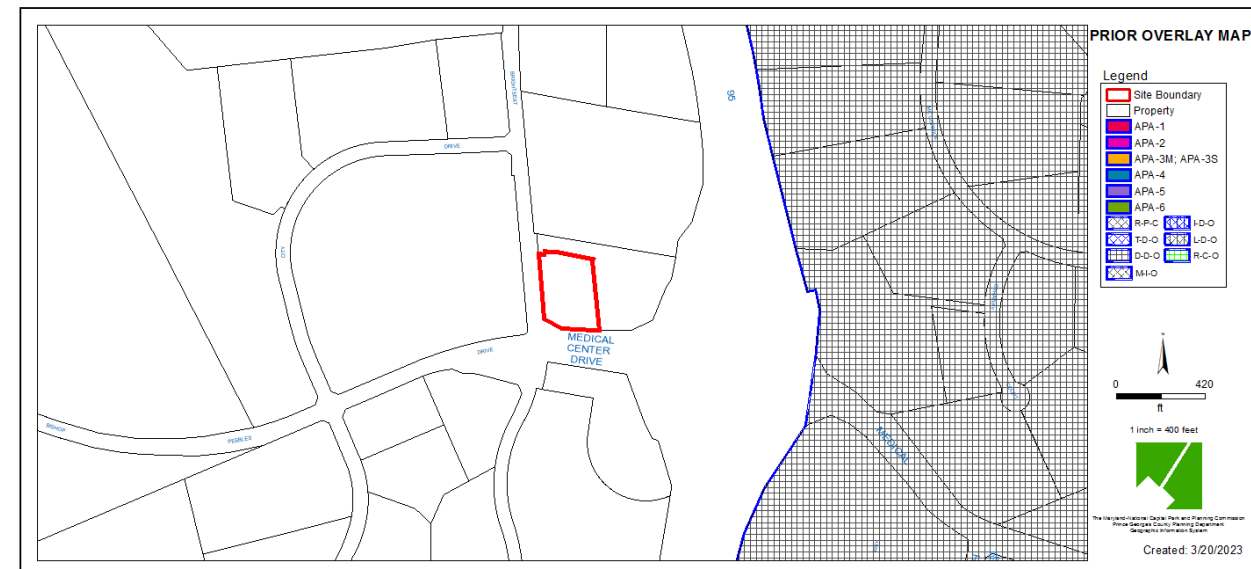 PRIOR OVERLAY MAP
Legend
Site Boundary
Property
APA-1
APA-2
APA-3M; APA-3S
APA-4
APA-5
APA-6
R-P-C
I-D-O
T-D-O
L-D-O
D-D-O
R-C-O
M-I-O
0 420
ft
1 inch = 400 feet
The Maryland-National Capital Park and Planning Commission
Prince George's County Planning Department
Geographic Information System
Created: 3/20/2023
BRIGHTSEAT
95
DRIVE
CITY
MEDICAL
CENTER
DRIVE
DRIVE
BISHOP
PEEBLES
MEDICAL
COURT